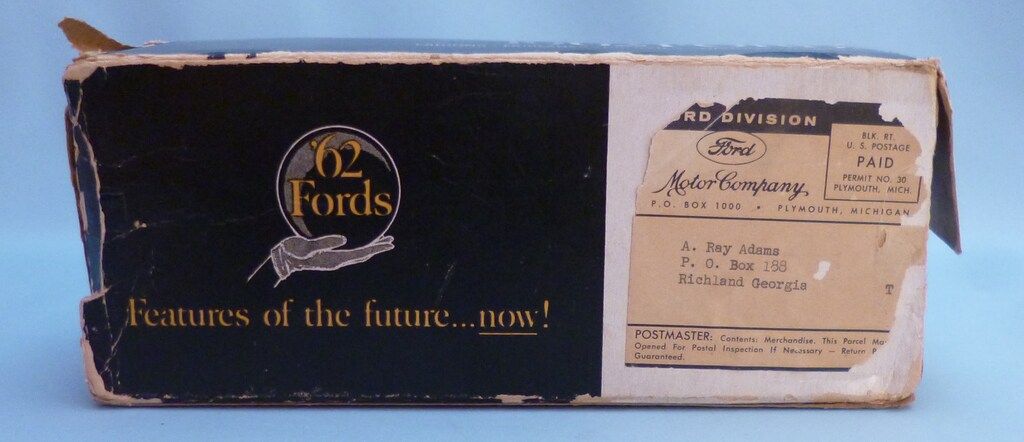 '62
Fords
Features of the future...now!
RD DIVISION
Ford
Motor Company
P.O. BOX 1000 • PLYMOUTH, MICHIGAN
BLK. RT.
U. S. POSTAGE
PAID
PERMIT NO. 30
PLYMOUTH, MICH.
A. Ray Adams
P. O. Box 188
Richland Georgia
T
POSTMASTER: Contents: Merchandise. This Parcel
Opened For Postal Inspection If Necessary — Return
Guaranteed.